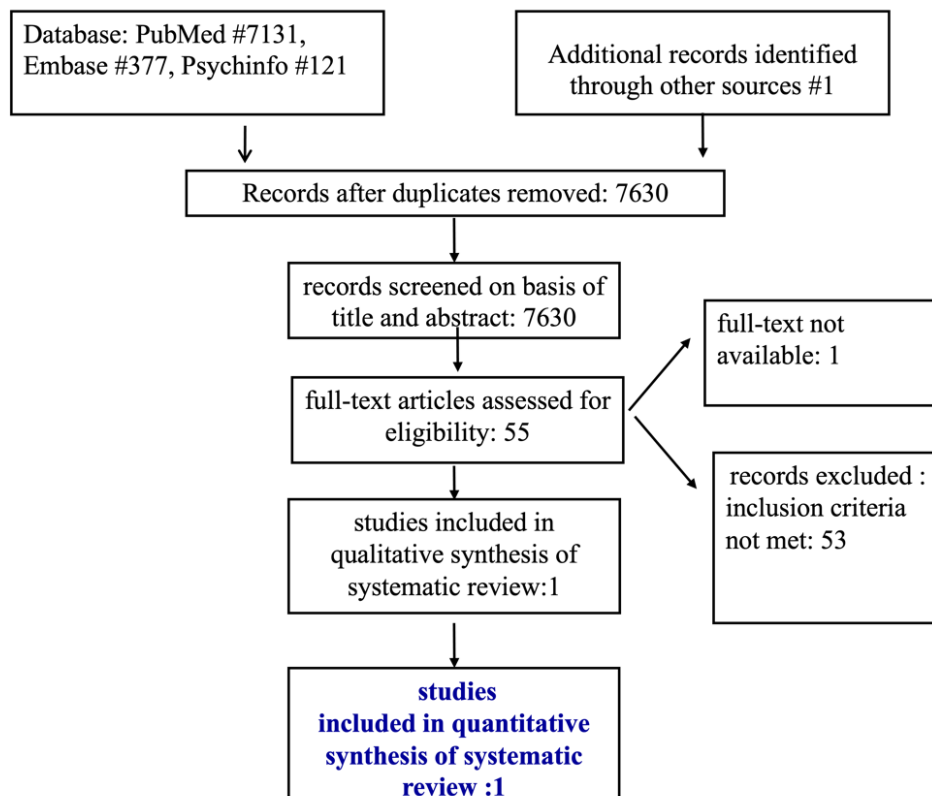 Database: PubMed #7131,
Embase #377, Psychinfo #121
Additional records identified
through other sources #1
Records after duplicates removed: 7630
records screened on basis of
title and abstract: 7630
full-text not
available: 1
full-text articles assessed for
eligibility: 55
records excluded :
inclusion criteria
not met: 53
studies included in
qualitative synthesis of
systematic review:1
studies
included in quantitative
synthesis of systematic
review :1